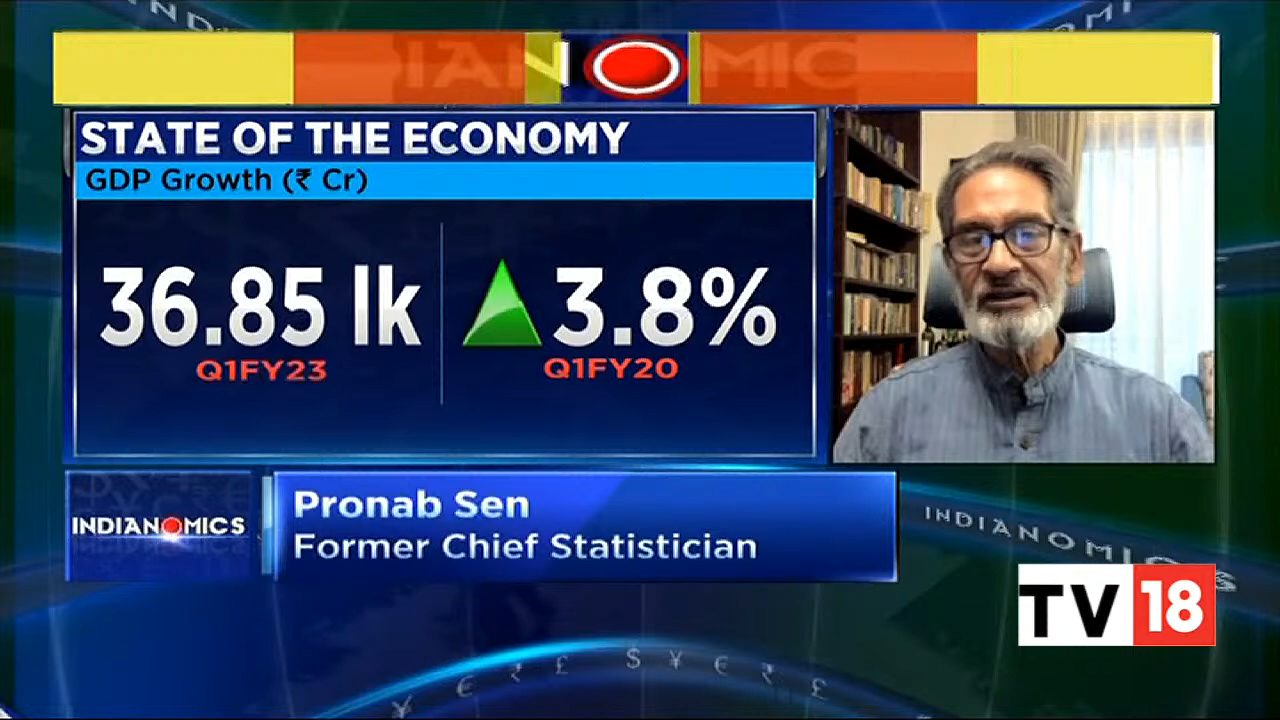 INDIANOMICS
STATE OF THE ECONOMY
GDP Growth (₹ Cr)
36.85 lk
Q1FY23
3.8%
Q1FY20
INDIANOMICS
Pronab Sen
Former Chief Statistician
INDIANOMICS
TV18
¥ € ₹ £ $ ¥ € ₹ £